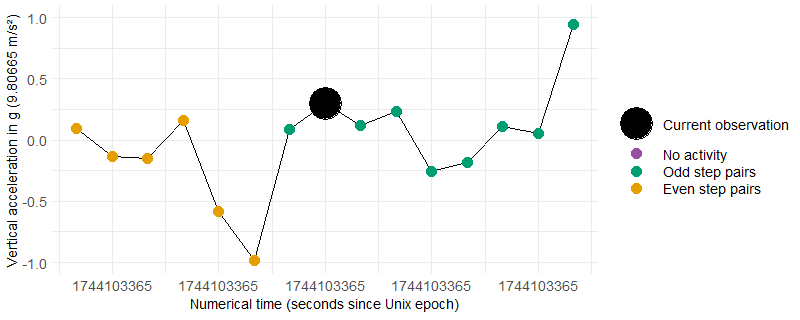 Vertical acceleration in g (9.80665 m/s²)
1.0
0.5
0.0
-0.5
-1.0
1744103365 1744103365 1744103365 1744103365 1744103365
Numerical time (seconds since Unix epoch)
Current observation
No activity
Odd step pairs
Even step pairs